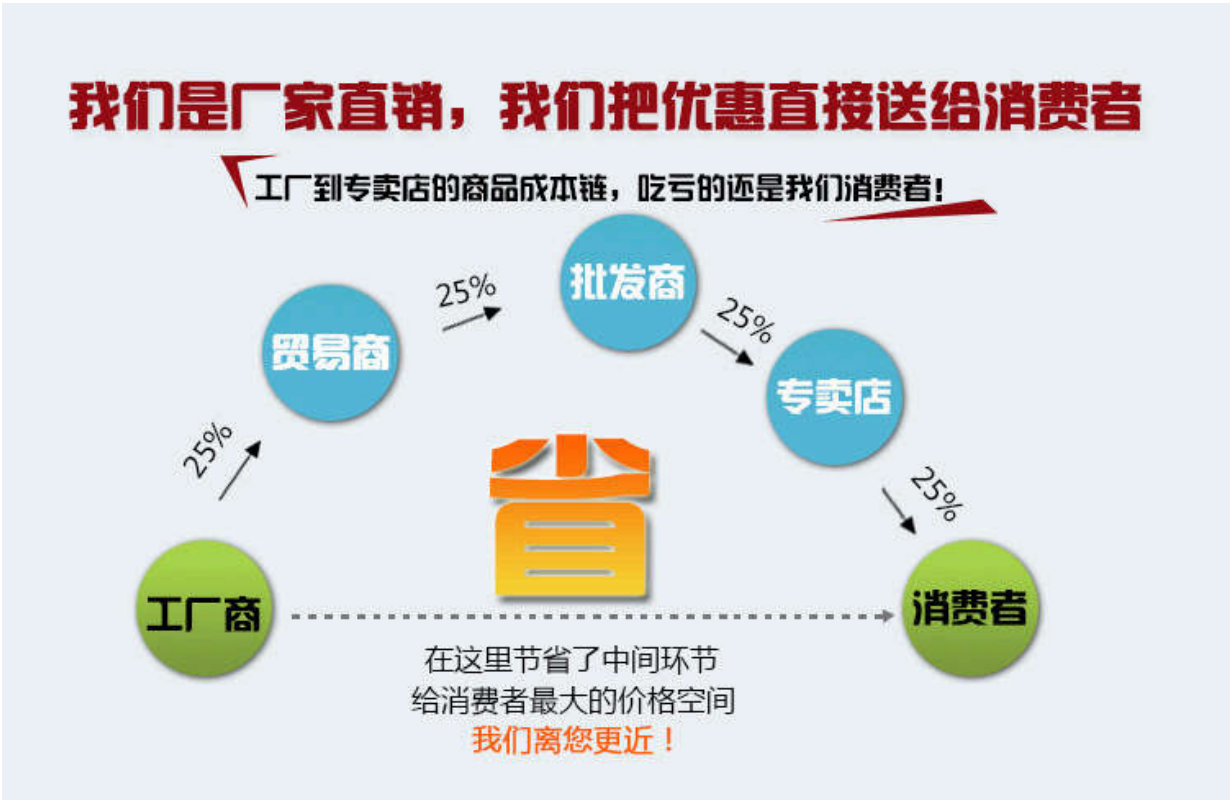 我们是厂家直销，我们把优惠直接送给消费者
工厂到专卖店的商品成本链，吃亏的还是我们消费者！
批发商
25%
25%
贸易商
专卖店
25%
25%
省
工厂商
消费者
在这里节省了中间环节
给消费者最大的价格空间
我们离您更近！